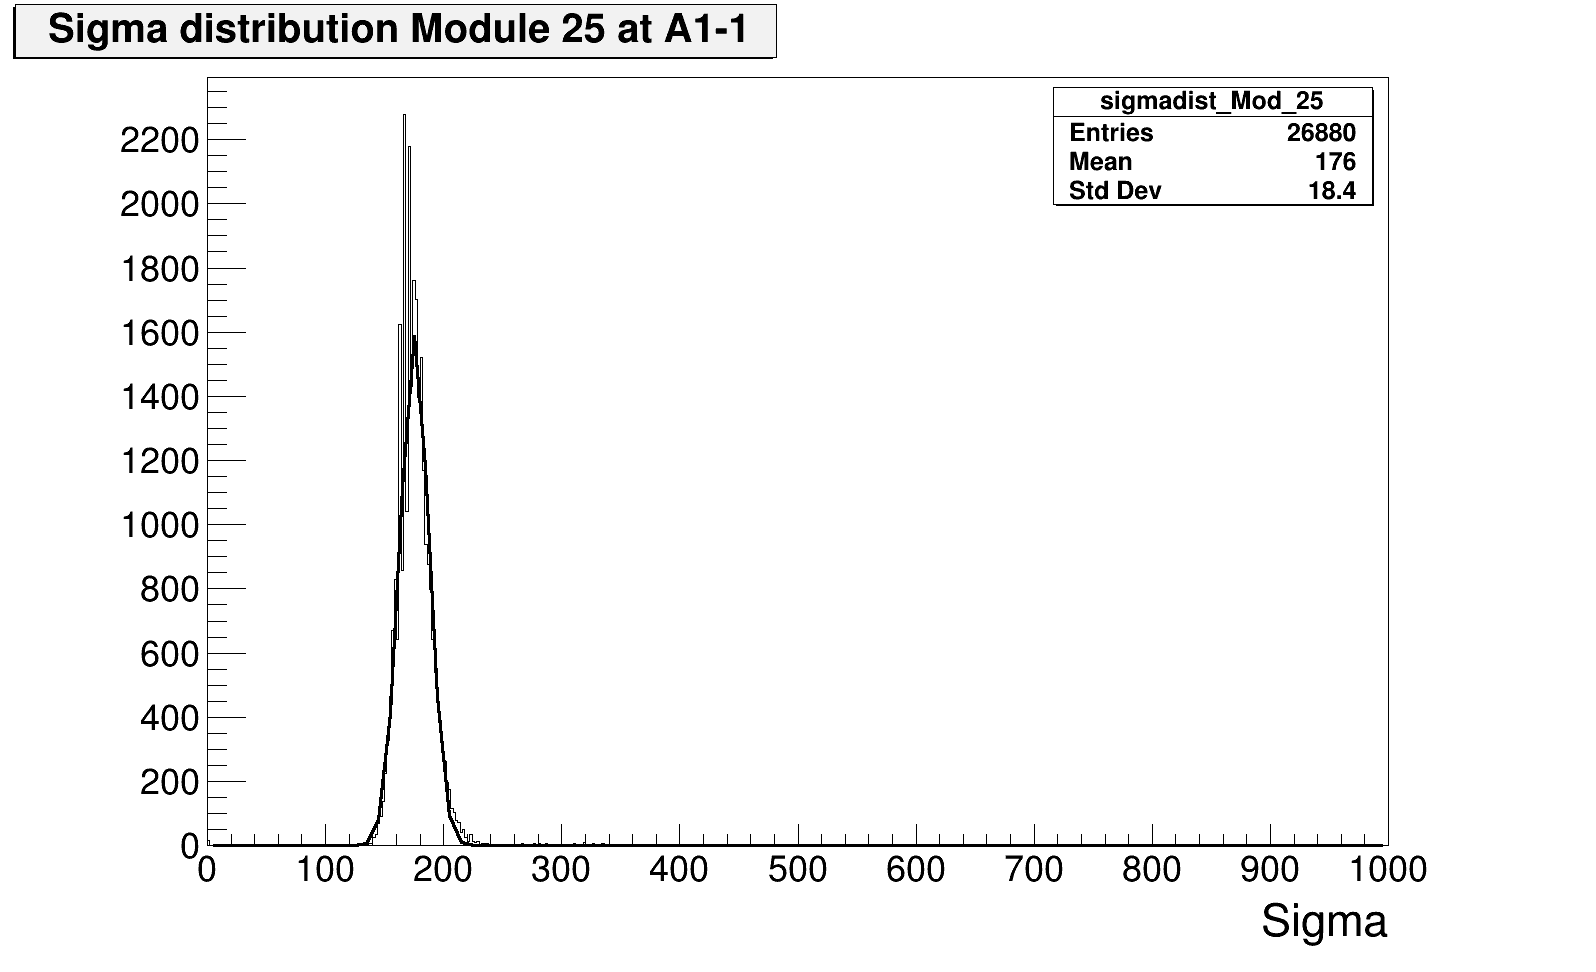 Sigma distribution Module 25 at A1-1
sigmadist_Mod_25
Entries 26880
Mean 176
Std Dev 18.4
2200
2000
1800
1600
1400
1200
1000
800
600
400
200
0
0 100 200 300 400 500 600 700 800 900 1000
Sigma